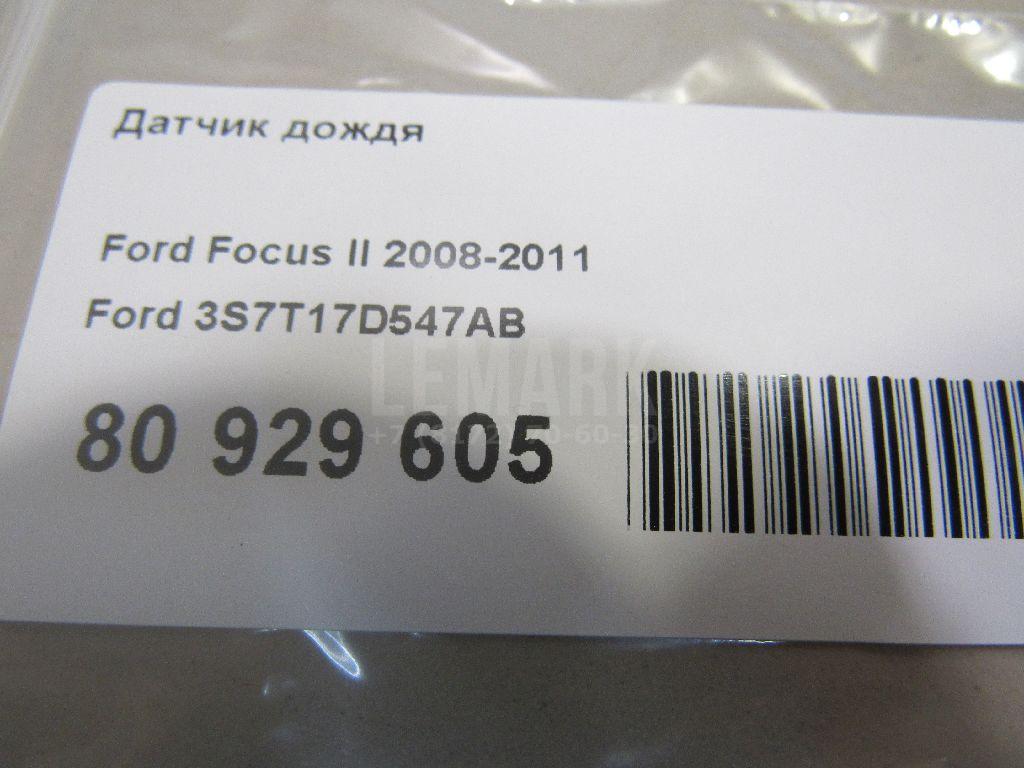 Датчик дождя
Ford Focus II 2008-2011
Ford 3S7T17D547AB
LEMARK
80 929 605